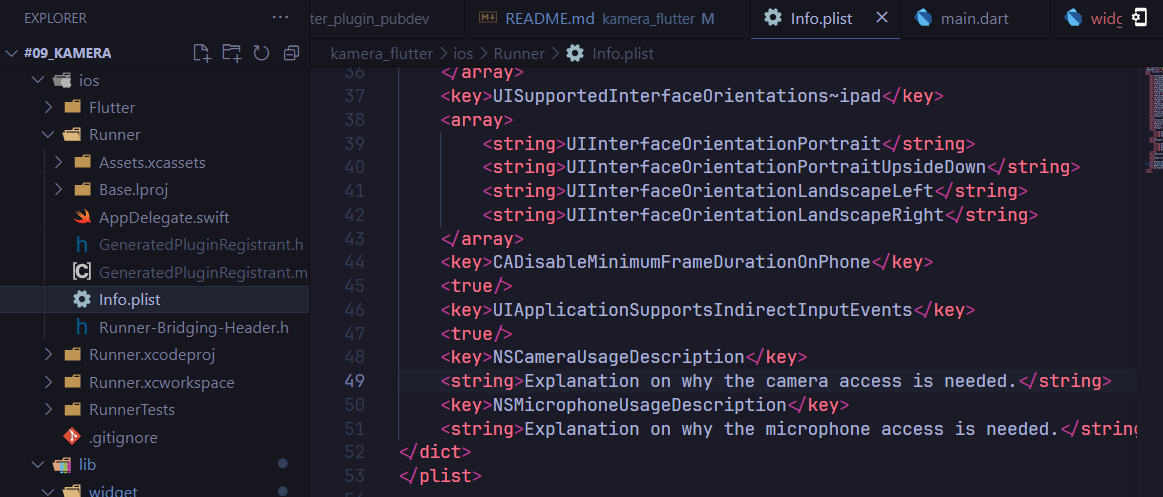 EXPLORER
...
#09_KAMERA
ios
Flutter
Runner
Assets.xcassets
Base.lproj
AppDelegate.swift
h GeneratedPluginRegistrant.h
[C] GeneratedPluginRegistrant.m
Info.plist
h Runner-Bridging-Header.h
Runner.xcodeproj
Runner.xcworkspace
RunnerTests
.gitignore
lib
widget
ter_plugin_pubdev
README.md kamera_flutter M
Info.plist
main.dart
widg
kamera_flutter > ios > Runner > Info.plist
36 </array>
37 <key>UISupportedInterfaceOrientations~ipad</key>
38 <array>
39 <string>UIInterfaceOrientationPortrait</string>
40 <string>UIInterfaceOrientationPortraitUpsideDown</string>
41 <string>UIInterfaceOrientationLandscapeLeft</string>
42 <string>UIInterfaceOrientationLandscapeRight</string>
43 </array>
44 <key>CADisableMinimumFrameDurationOnPhone</key>
45 <true/>
46 <key>UIApplicationSupportsIndirectInputEvents</key>
47 <true/>
48 <key>NSCameraUsageDescription</key>
49 <string>Explanation on why the camera access is needed.</string>
50 <key>NSMicrophoneUsageDescription</key>
51 <string>Explanation on why the microphone access is needed.</string
52 </dict>
53 </plist>